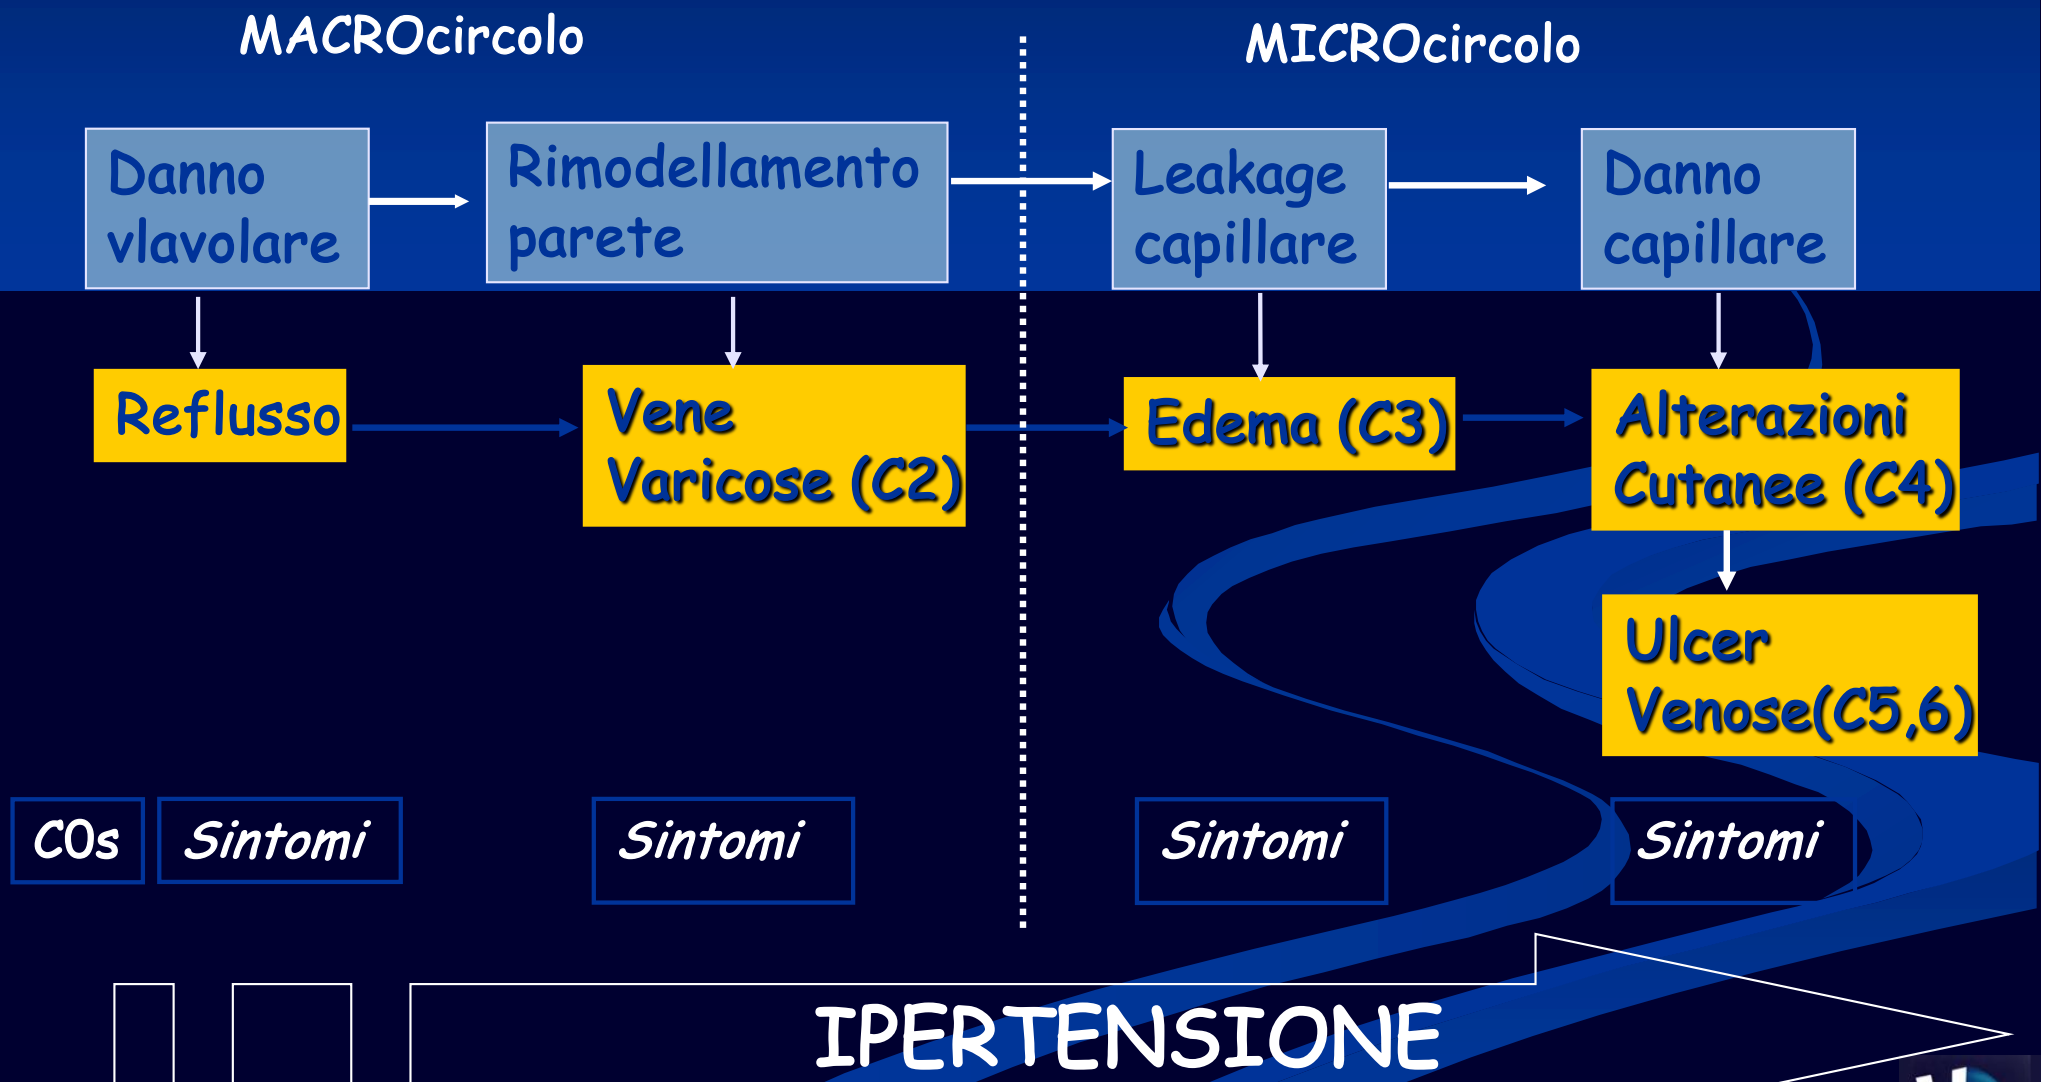 MACROcircolo
MICROcircolo
Danno
vlavolare
Rimodellamento
parete
Leakage
capillare
Danno
capillare
Reflusso
Vene
Varicose (C2)
Edema (C3)
Alterazioni
Cutanee (C4)
Ulcer
Venose(C5,6)
C0s
Sintomi
Sintomi
Sintomi
Sintomi
IPERTENSIONE